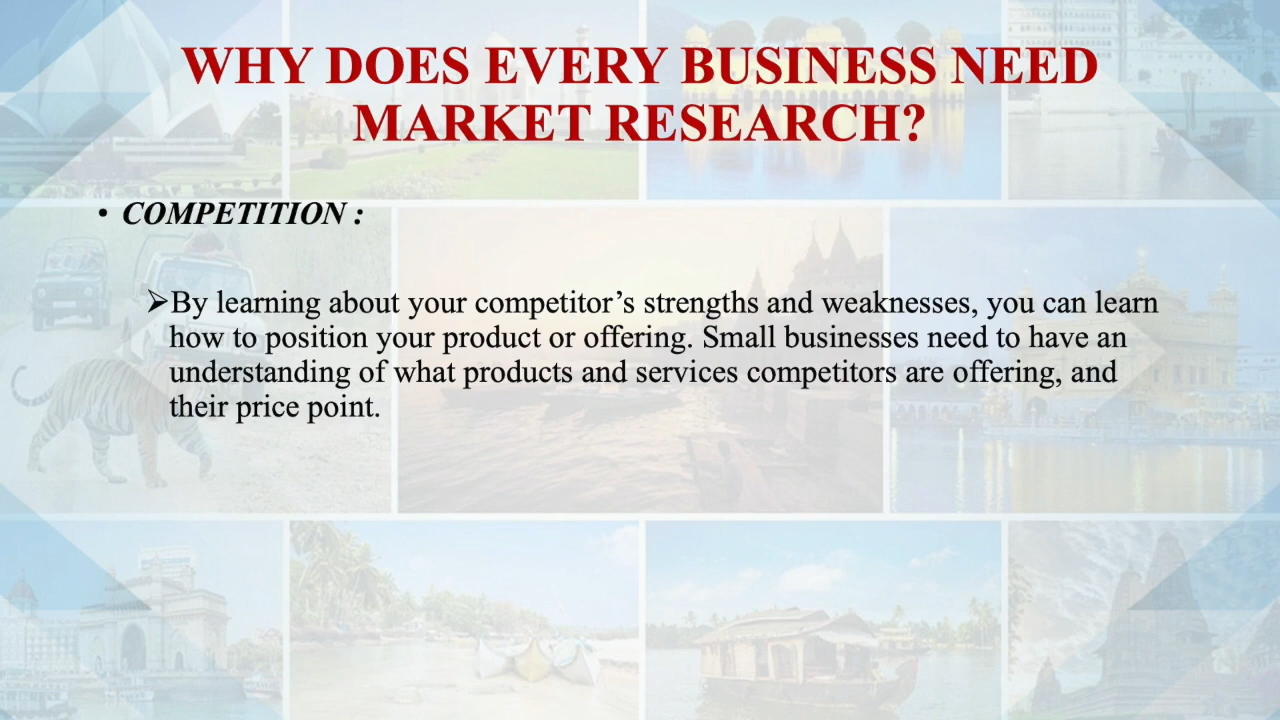 WHY DOES EVERY BUSINESS NEED
MARKET RESEARCH?
• COMPETITION :
➢By learning about your competitor’s strengths and weaknesses, you can learn
how to position your product or offering. Small businesses need to have an
understanding of what products and services competitors are offering, and
their price point.